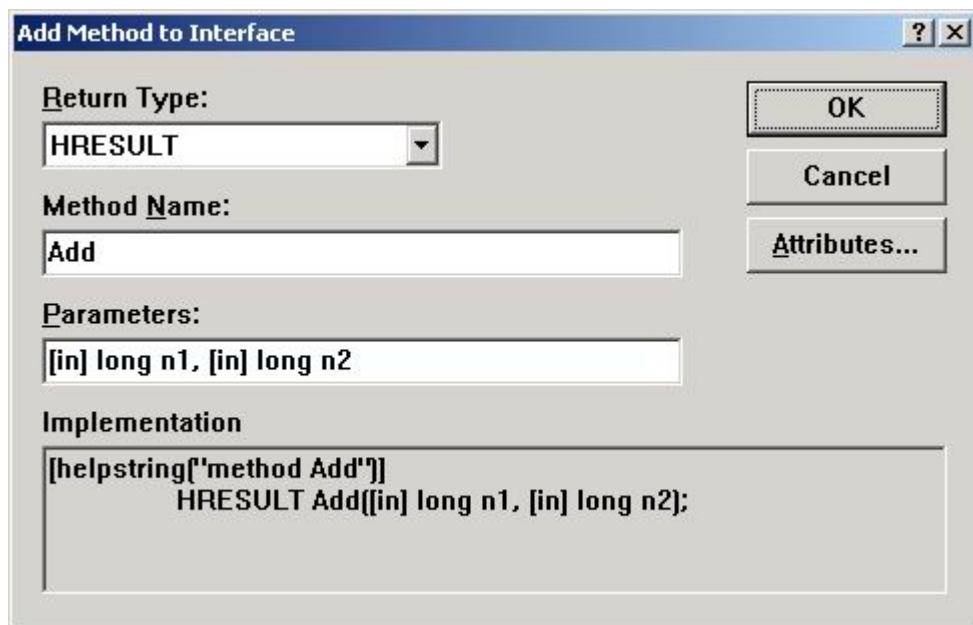 Add Method to Interface
Return Type:
HRESULT
OK
Cancel
Method Name:
Add
Attributes...
Parameters:
[in] long n1, [in] long n2
Implementation
[helpstring("method Add")]
HRESULT Add([in] long n1, [in] long n2);